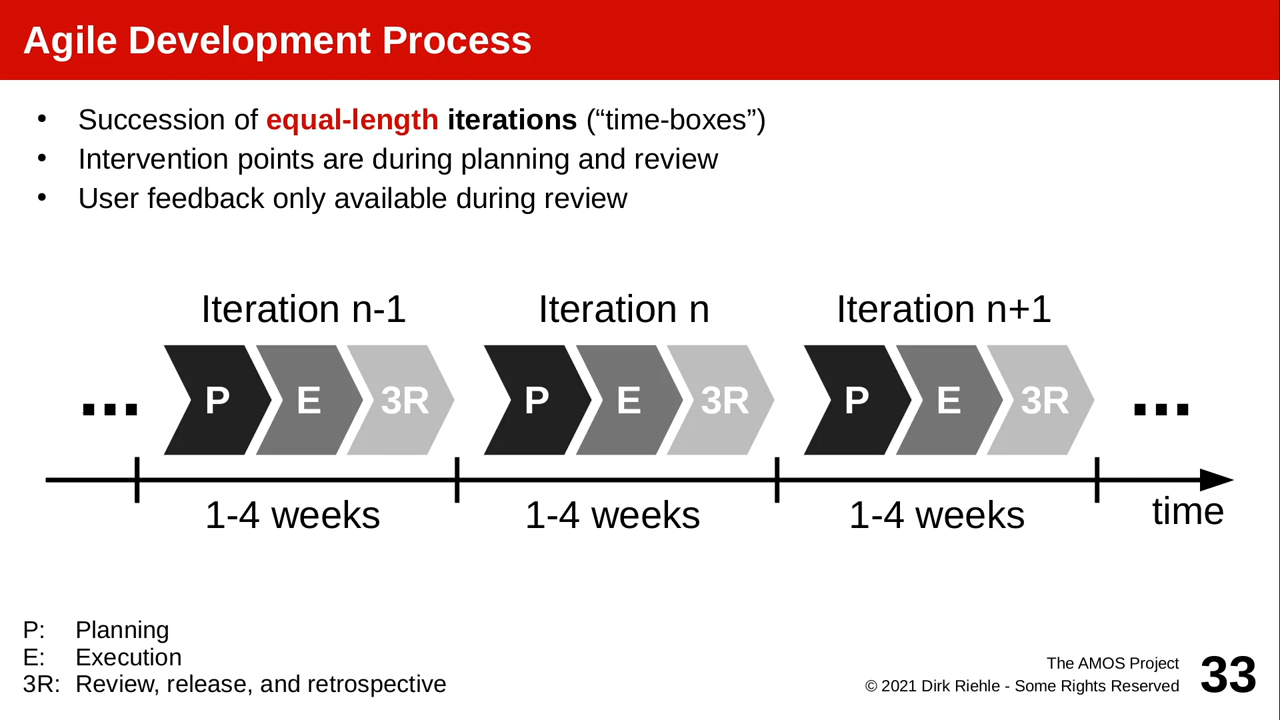 Agile Development Process
• Succession of equal-length iterations (“time-boxes”)
• Intervention points are during planning and review
• User feedback only available during review
Iteration n-1 Iteration n Iteration n+1
... P E 3R P E 3R P E 3R ...
1-4 weeks 1-4 weeks 1-4 weeks time
P: Planning
E: Execution
3R: Review, release, and retrospective
The AMOS Project
© 2021 Dirk Riehle - Some Rights Reserved
33